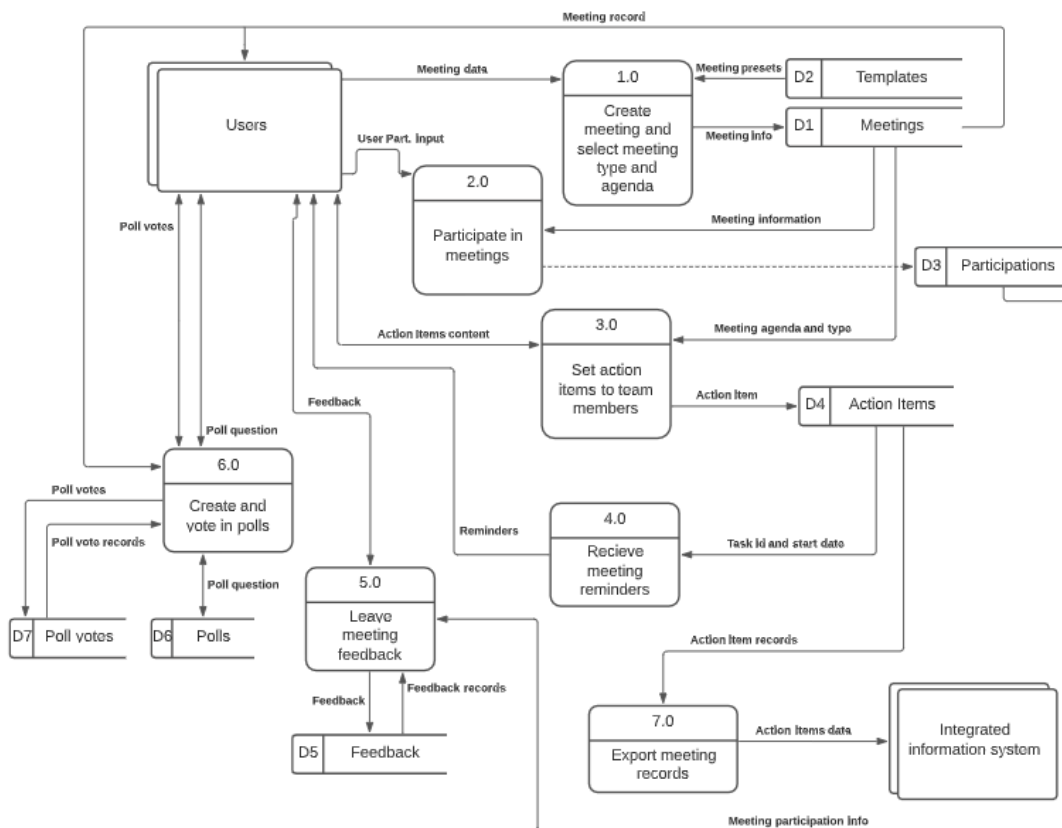 Meeting record
Users
Meeting data
1.0
Create
meeting and
select meeting
type and
agenda
Meeting presets
D2
Templates
Meeting info
D1
Meetings
User Part. Input
2.0
Participate in
meetings
Meeting information
D3
Participations
Poll votes
Action Items content
3.0
Set action
items to team
members
Meeting agenda and type
Action Item
D4
Action Items
Feedback
Poll question
6.0
Create and
vote in polls
Poll votes
Poll vote records
Poll question
D7
Poll votes
D6
Polls
Reminders
4.0
Recieve
meeting
reminders
Task id and start date
5.0
Leave
meeting
feedback
Feedback
Feedback records
D5
Feedback
Action Item records
7.0
Export meeting
records
Action Items data
Integrated
information system
Meeting participation info